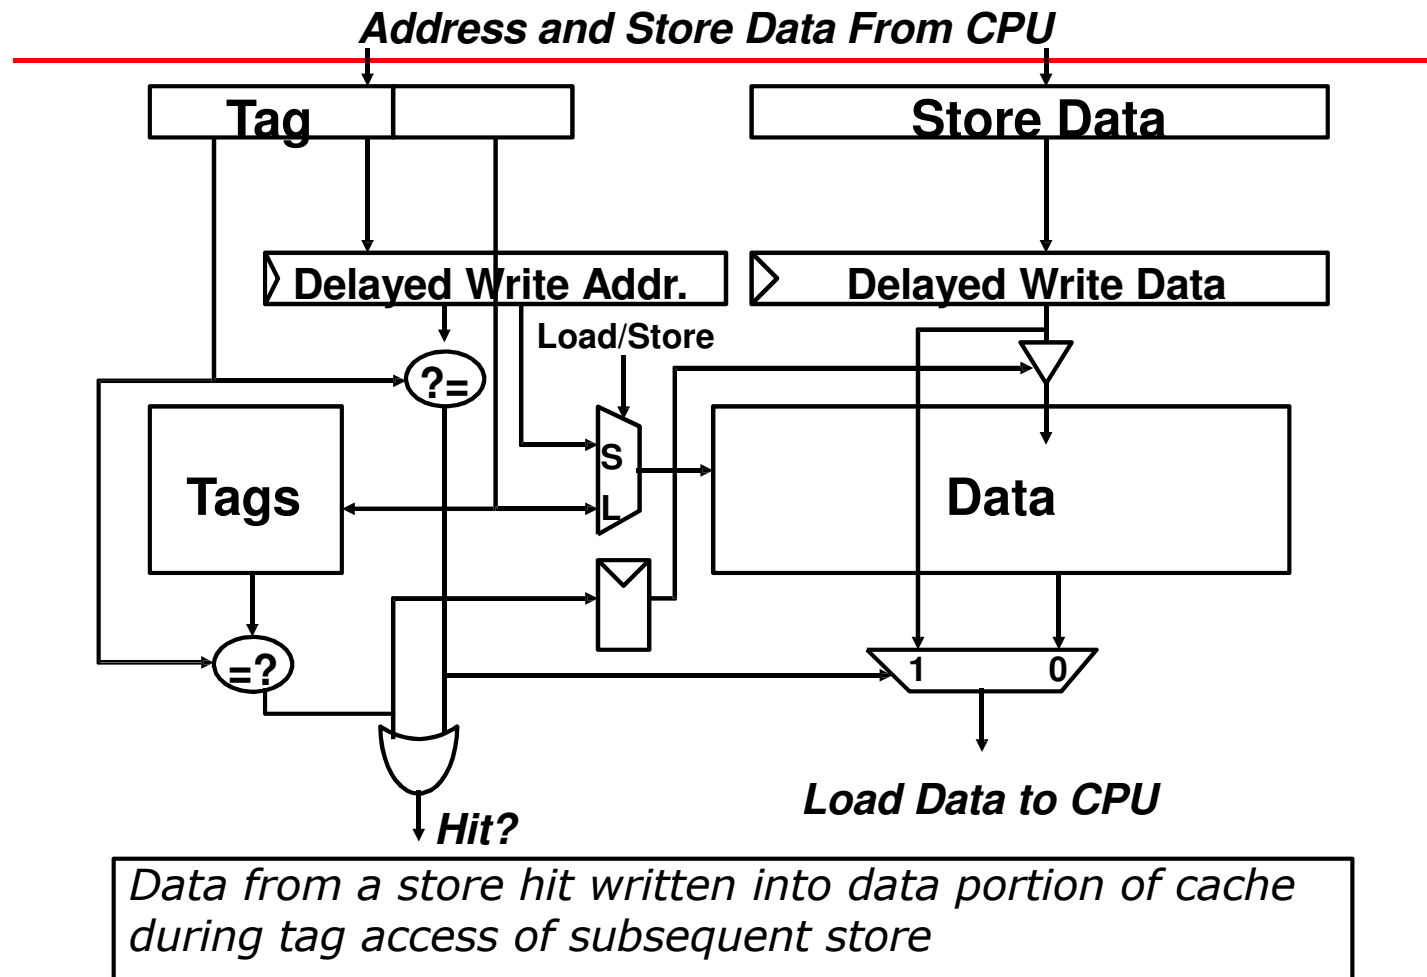 Address and Store Data From CPU
Tag
Store Data
Delayed Write Addr.
Delayed Write Data
Load/Store
?=
S
Tags
L
Data
=?
1
0
Load Data to CPU
Hit?
Data from a store hit written into data portion of cache
during tag access of subsequent store